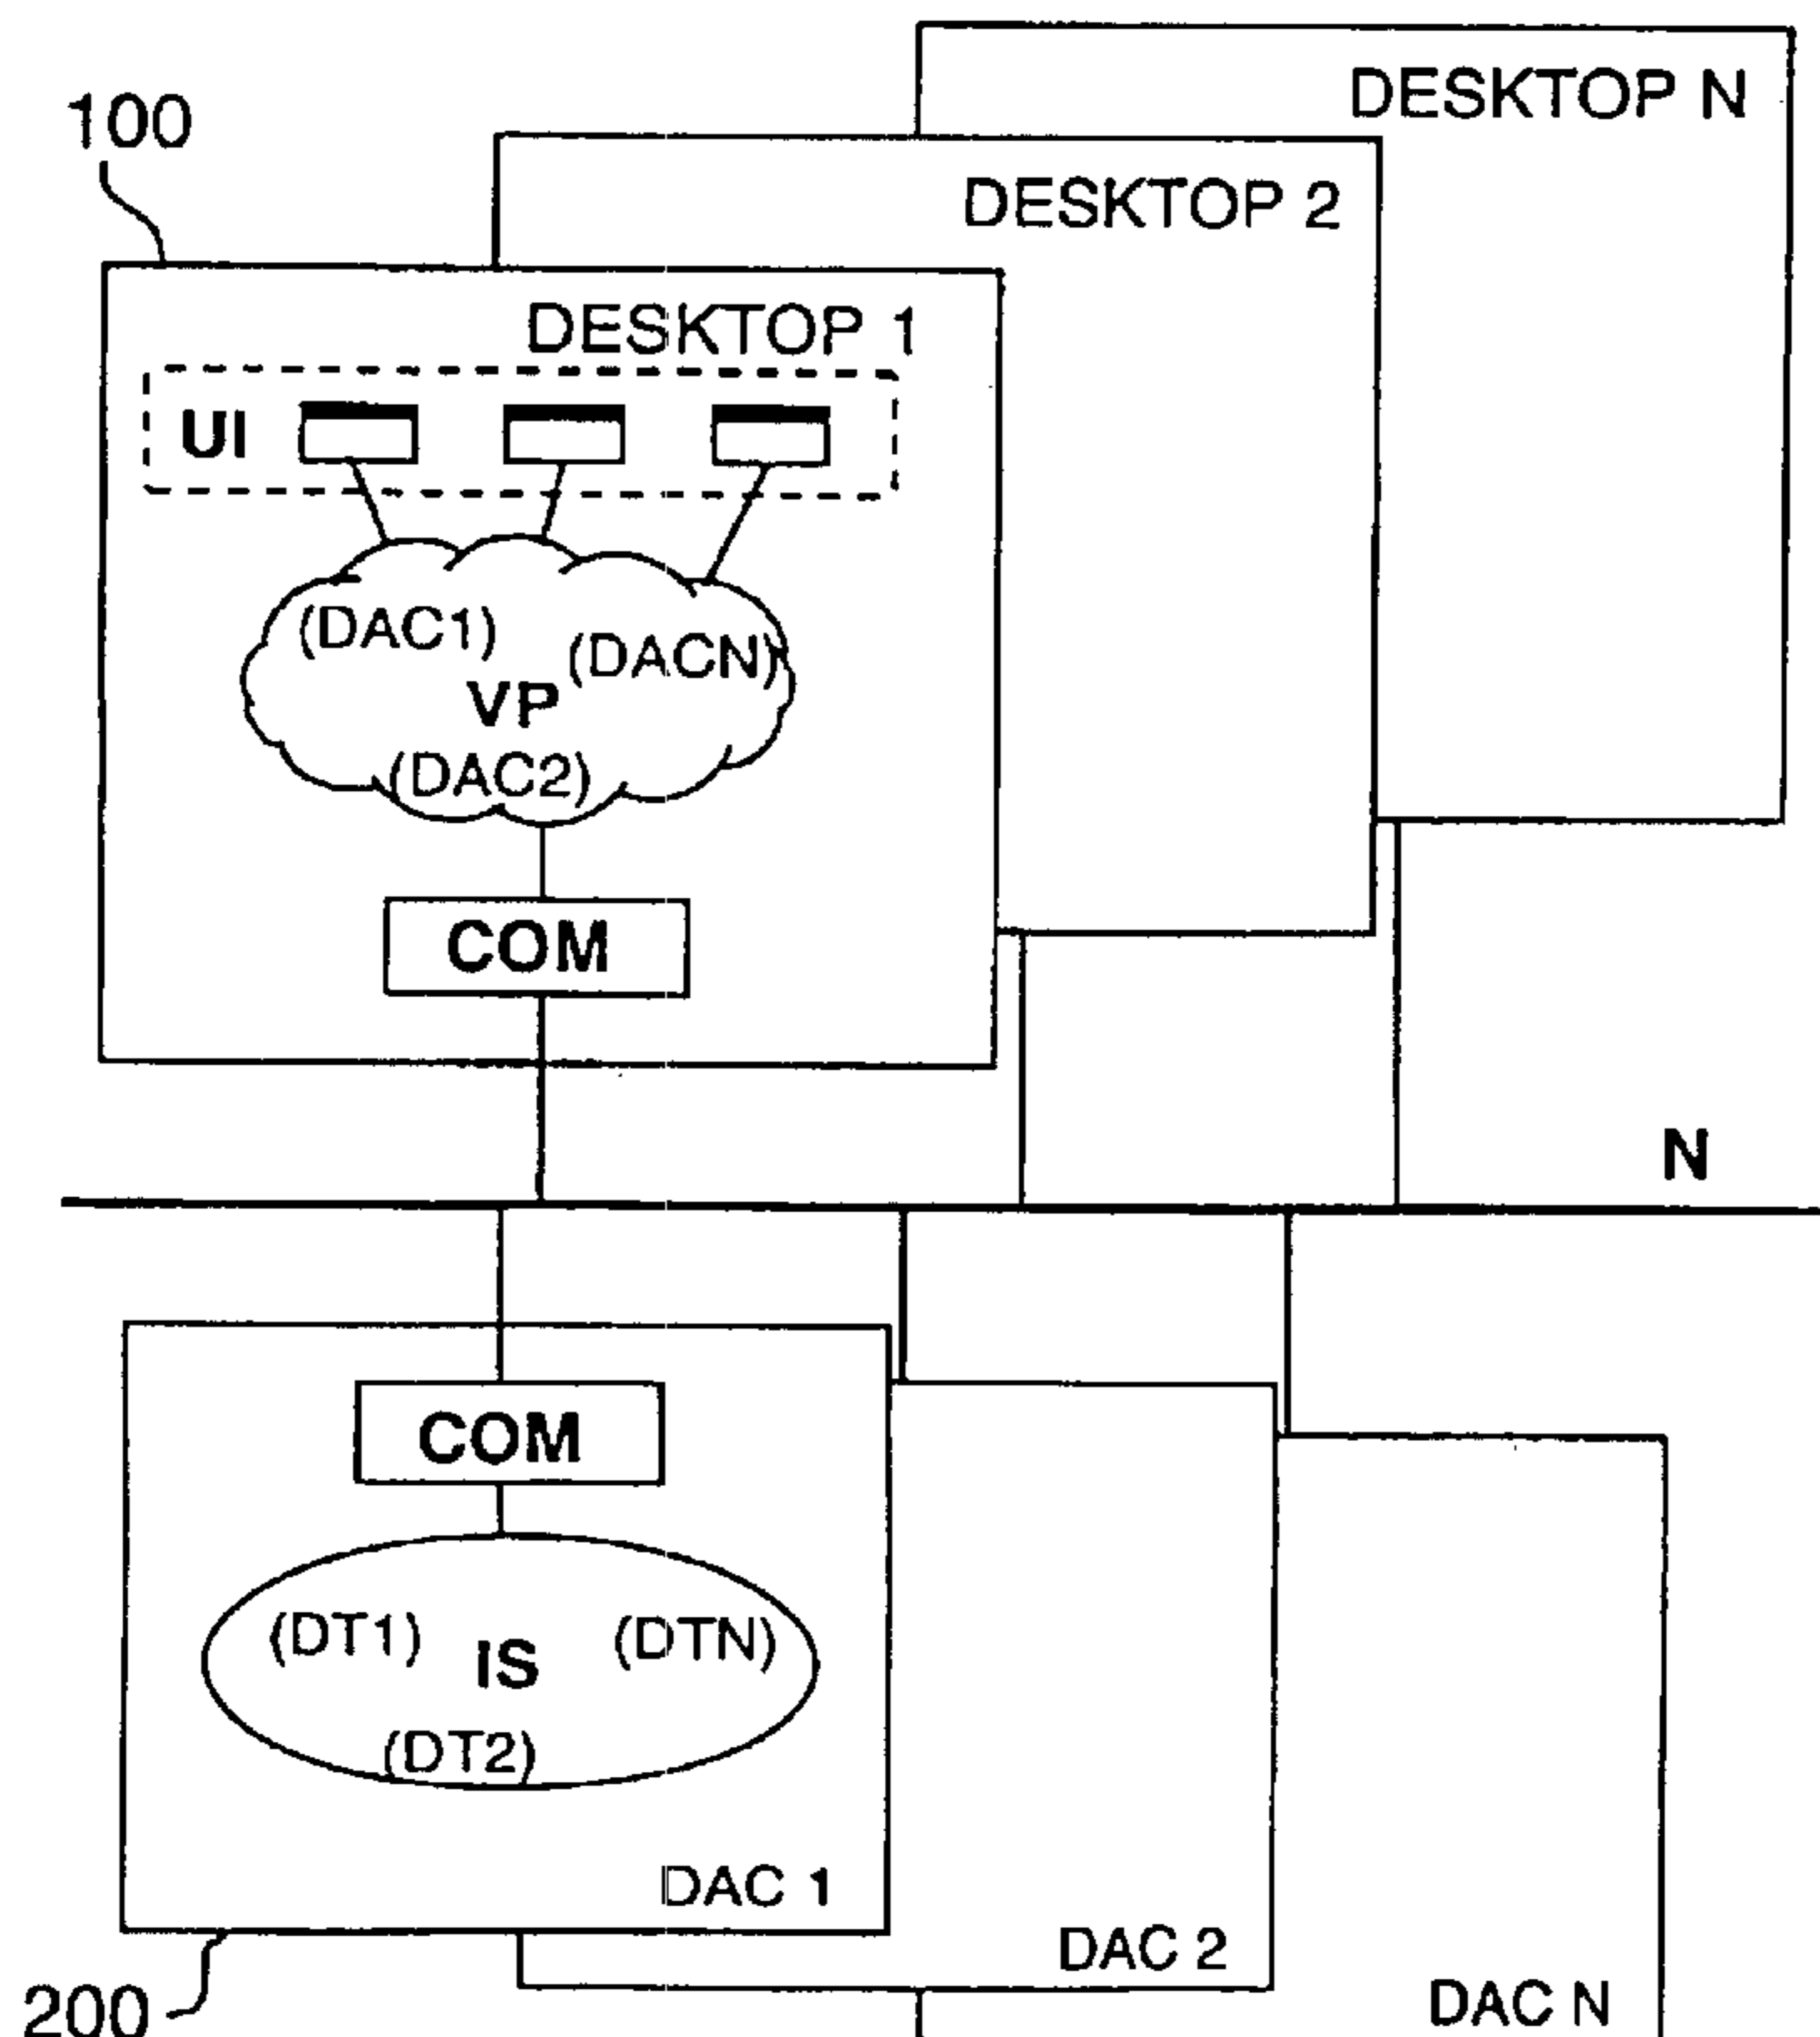 DESKTOP N
100
DESKTOP 2
DESKTOP 1
UI
(DAC1)
(DACN)
VP
(DAC2)
COM
N
COM
(DT1)
IS
(DTN)
(DT2)
DAC 1
DAC 2
200
DAC N